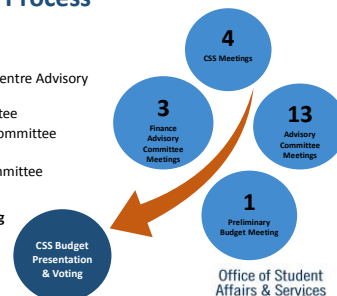 Process
entre Advisory
tee
ommittee
mmittee
g
4
CSS Meetings
3
Finance
Advisory
Committee
Meetings
13
Advisory
Committee
Meetings
1
Preliminary
Budget Meeting
CSS Budget
Presentation
& Voting
Office of Student
Affairs & Services